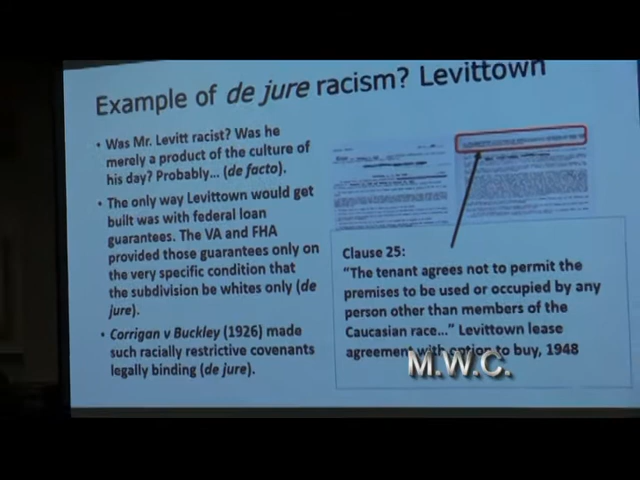 Example of de jure racism? Levittown
• Was Mr. Levitt racist? Was he
merely a product of the culture of
his day? Probably... (de facto).
• The only way Levittown would get
built was with federal loan
guarantees. The VA and FHA
provided those guarantees only on
the very specific condition that
the subdivision be whites only (de
jure).
• Corrigan v Buckley (1926) made
such racially restrictive covenants
legally binding (de jure).
Clause 25:
"The tenant agrees not to permit the
premises to be used or occupied by any
person other than members of the
Caucasian race..." Levittown lease
agreement with option to buy, 1948
M.W.C.